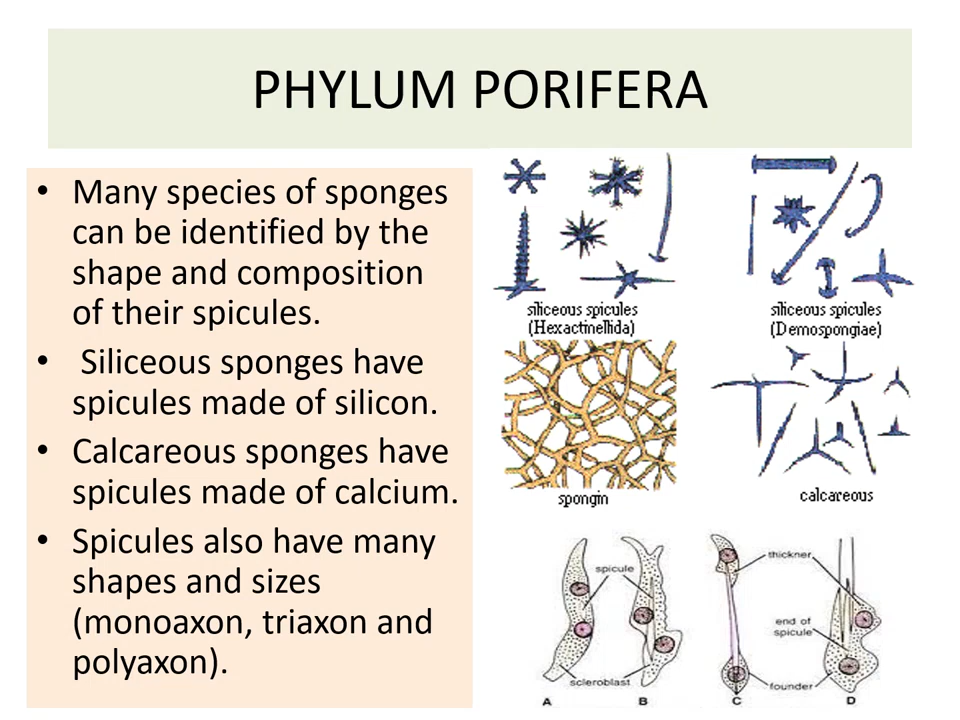 PHYLUM PORIFERA
• Many species of sponges
can be identified by the
shape and composition
of their spicules.
• Siliceous sponges have
spicules made of silicon.
• Calcareous sponges have
spicules made of calcium.
• Spicules also have many
shapes and sizes
(monoaxon, triaxon and
polyaxon).
siliceous spicules
(Hexactinellida)
siliceous spicules
(Demospongiae)
spongin
calcareous
spicule
thickner
end of
spicule
scleroblast
founder
A B C D